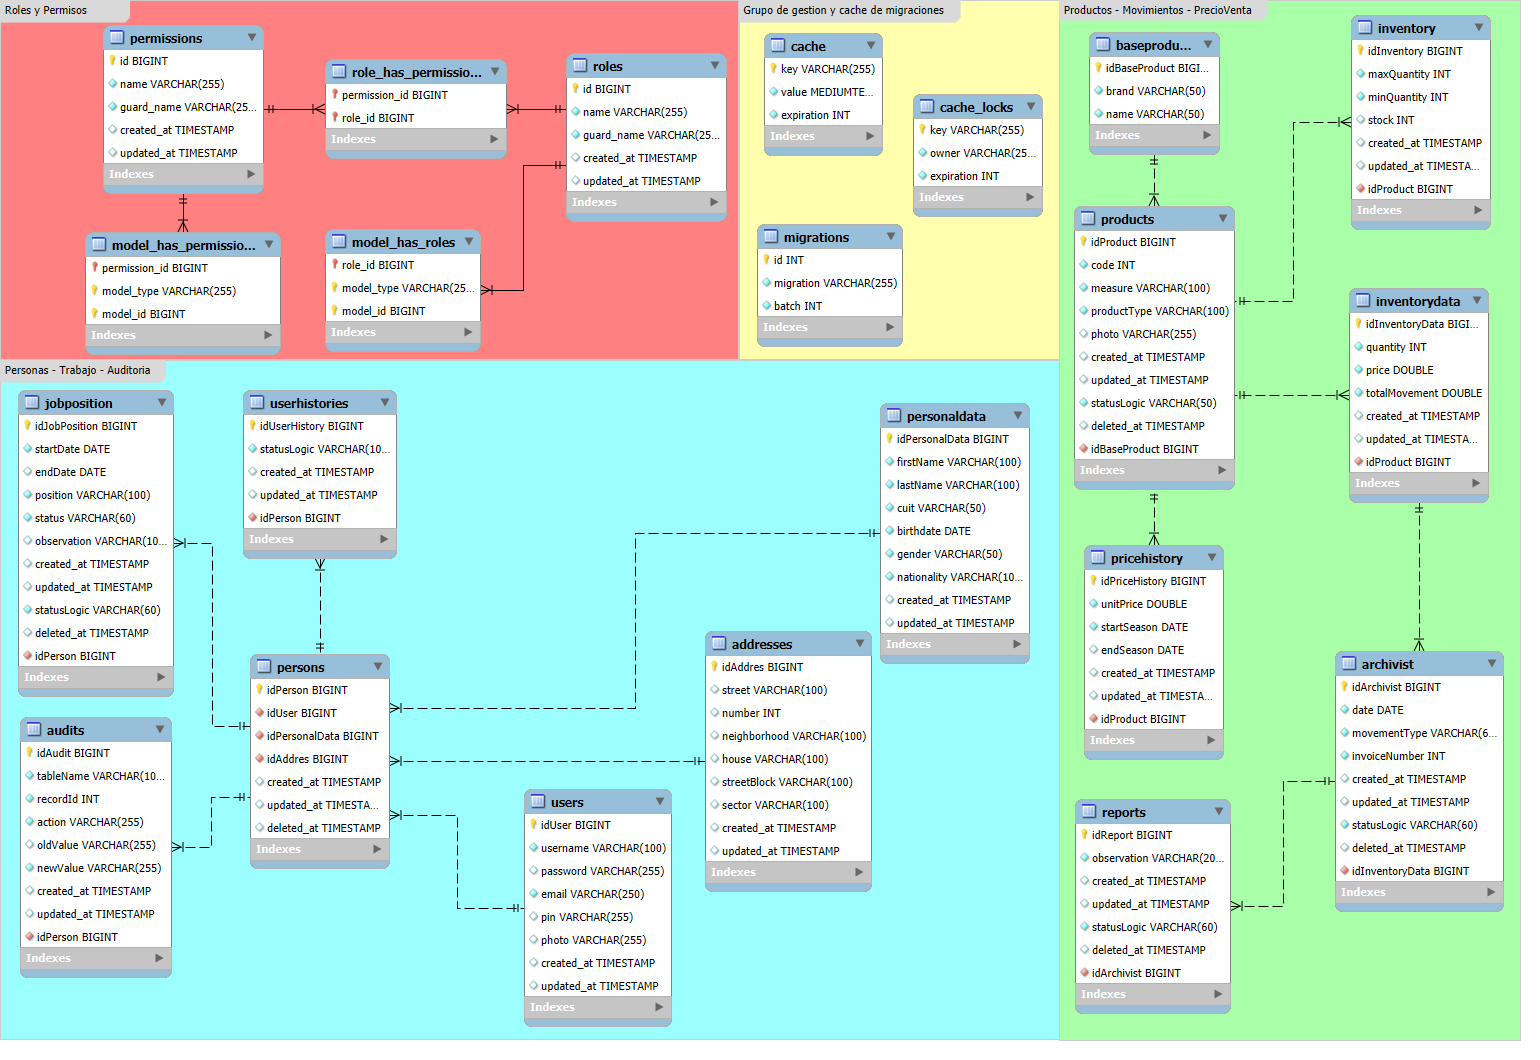 Roles y Permisos
permissions
id BIGINT
name VARCHAR(255)
guard_name VARCHAR(25...
created_at TIMESTAMP
updated_at TIMESTAMP
Indexes
role_has_permissio...
permission_id BIGINT
role_id BIGINT
Indexes
roles
id BIGINT
name VARCHAR(255)
guard_name VARCHAR(25...
created_at TIMESTAMP
updated_at TIMESTAMP
Indexes
model_has_permissio...
permission_id BIGINT
model_type VARCHAR(255)
model_id BIGINT
Indexes
model_has_roles
role_id BIGINT
model_type VARCHAR(25...
model_id BIGINT
Indexes
Grupo de gestion y cache de migraciones
cache
key VARCHAR(255)
value MEDIUMTE...
expiration INT
Indexes
cache_locks
key VARCHAR(255)
owner VARCHAR(25...
expiration INT
Indexes
migrations
id INT
migration VARCHAR(255)
batch INT
Indexes
Productos - Movimientos - PrecioVenta
baseprodu...
idBaseProduct BIGI...
brand VARCHAR(50)
name VARCHAR(50)
Indexes
inventory
idInventory BIGINT
maxQuantity INT
minQuantity INT
stock INT
created_at TIMESTAMP
updated_at TIMESTA...
idProduct BIGINT
Indexes
products
idProduct BIGINT
code INT
measure VARCHAR(100)
productType VARCHAR(100)
photo VARCHAR(255)
created_at TIMESTAMP
updated_at TIMESTAMP
statusLogic VARCHAR(50)
deleted_at TIMESTAMP
idBaseProduct BIGINT
Indexes
inventorydata
idInventoryData BIGI...
quantity INT
price DOUBLE
totalMovement DOUBLE
created_at TIMESTAMP
updated_at TIMESTA...
idProduct BIGINT
Indexes
pricehistory
idPriceHistory BIGINT
unitPrice DOUBLE
startSeason DATE
endSeason DATE
created_at TIMESTAMP
updated_at TIMESTA...
idProduct BIGINT
Indexes
archivist
idArchivist BIGINT
date DATE
movementType VARCHAR(6...
invoiceNumber INT
created_at TIMESTAMP
updated_at TIMESTAMP
statusLogic VARCHAR(60)
deleted_at TIMESTAMP
idInventoryData BIGINT
Indexes
reports
idReport BIGINT
observation VARCHAR(20...
created_at TIMESTAMP
updated_at TIMESTAMP
statusLogic VARCHAR(60)
deleted_at TIMESTAMP
idArchivist BIGINT
Indexes
Personas - Trabajo - Auditoria
jobposition
idJobPosition BIGINT
startDate DATE
endDate DATE
position VARCHAR(100)
status VARCHAR(60)
observation VARCHAR(10...
created_at TIMESTAMP
updated_at TIMESTAMP
statusLogic VARCHAR(60)
deleted_at TIMESTAMP
idPerson BIGINT
Indexes
userhistories
idUserHistory BIGINT
statusLogic VARCHAR(10...
created_at TIMESTAMP
updated_at TIMESTAMP
idPerson BIGINT
Indexes
personaldata
idPersonalData BIGINT
firstName VARCHAR(100)
lastName VARCHAR(100)
cuit VARCHAR(50)
birthdate DATE
gender VARCHAR(50)
nationality VARCHAR(10...
created_at TIMESTAMP
updated_at TIMESTAMP
Indexes
persons
idPerson BIGINT
idUser BIGINT
idPersonalData BIGINT
idAddres BIGINT
created_at TIMESTAMP
updated_at TIMESTA...
deleted_at TIMESTAMP
Indexes
addresses
idAddres BIGINT
street VARCHAR(100)
number INT
neighborhood VARCHAR(100)
house VARCHAR(100)
streetBlock VARCHAR(100)
sector VARCHAR(100)
created_at TIMESTAMP
updated_at TIMESTAMP
Indexes
audits
idAudit BIGINT
tableName VARCHAR(10...
recordId INT
action VARCHAR(255)
oldValue VARCHAR(255)
newValue VARCHAR(255)
created_at TIMESTAMP
updated_at TIMESTAMP
idPerson BIGINT
Indexes
users
idUser BIGINT
username VARCHAR(100)
password VARCHAR(255)
email VARCHAR(250)
pin VARCHAR(255)
photo VARCHAR(255)
created_at TIMESTAMP
updated_at TIMESTAMP
Indexes